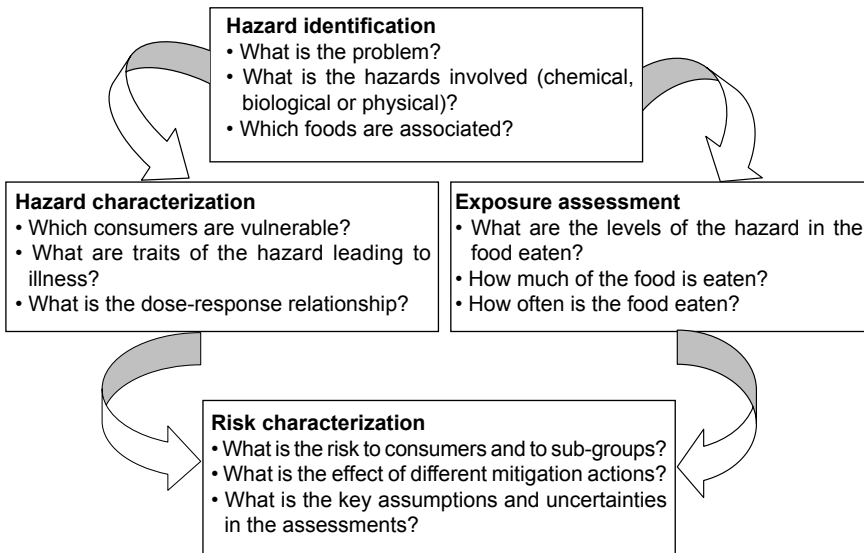 Hazard identification
• What is the problem?
• What is the hazards involved (chemical,
biological or physical)?
• Which foods are associated?
Hazard characterization
• Which consumers are vulnerable?
• What are traits of the hazard leading to
illness?
• What is the dose-response relationship?
Exposure assessment
• What are the levels of the hazard in the
food eaten?
• How much of the food is eaten?
• How often is the food eaten?
Risk characterization
• What is the risk to consumers and to sub-groups?
• What is the effect of different mitigation actions?
• What is the key assumptions and uncertainties
in the assessments?